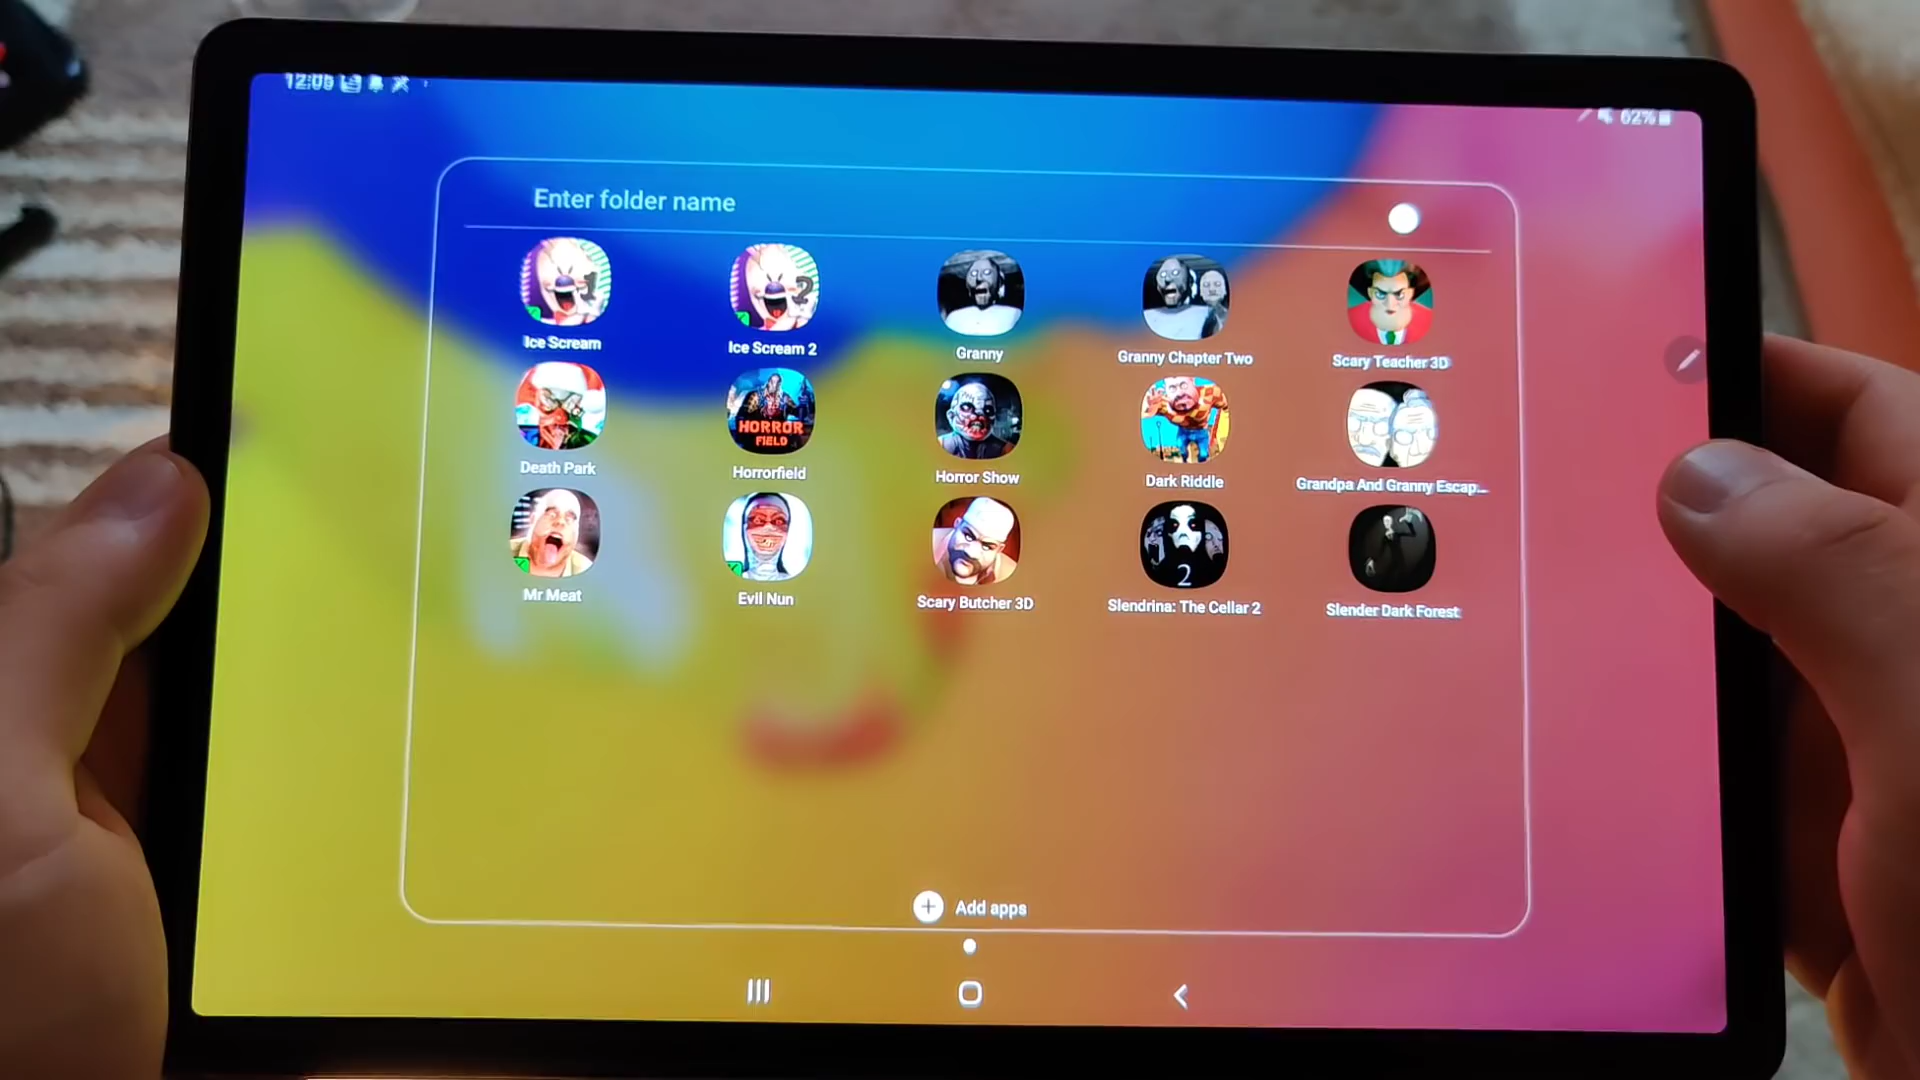 12:05
62%
Enter folder name
1
2
Ice Scream
Ice Scream 2
Granny
Granny Chapter Two
Scary Teacher 3D
HORROR
FIELD
Death Park
Horrorfield
Horror Show
Dark Riddle
Grandpa And Granny Escap...
2
Mr Meat
Evil Nun
Scary Butcher 3D
Slendrina: The Cellar 2
Slender Dark Forest
Add apps